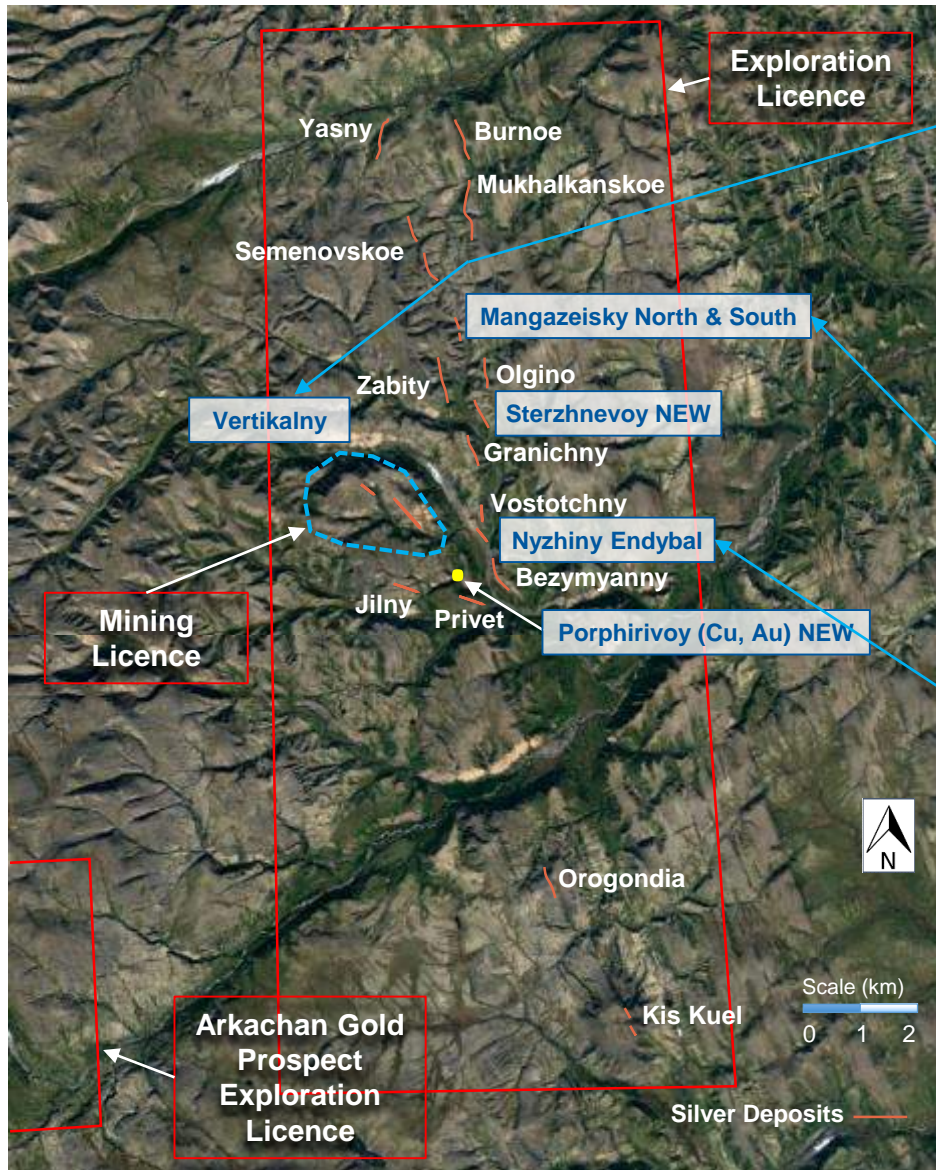 Exploration
Licence
Yasny
Burnoe
Mukhalkanskoe
Semenovskoe
Mangazeisky North & South
Zabity
Olgino
Vertikalny
Sterzhnevoy NEW
Granichny
Vostotchny
Nyzhiny Endybal
Bezymyanny
Jilny
Privet
Mining
Licence
Porphirivoy (Cu, Au) NEW
N
Orogondia
Scale (km)
0 1 2
Kis Kuel
Arkachan Gold
Prospect
Exploration
Licence
Silver Deposits